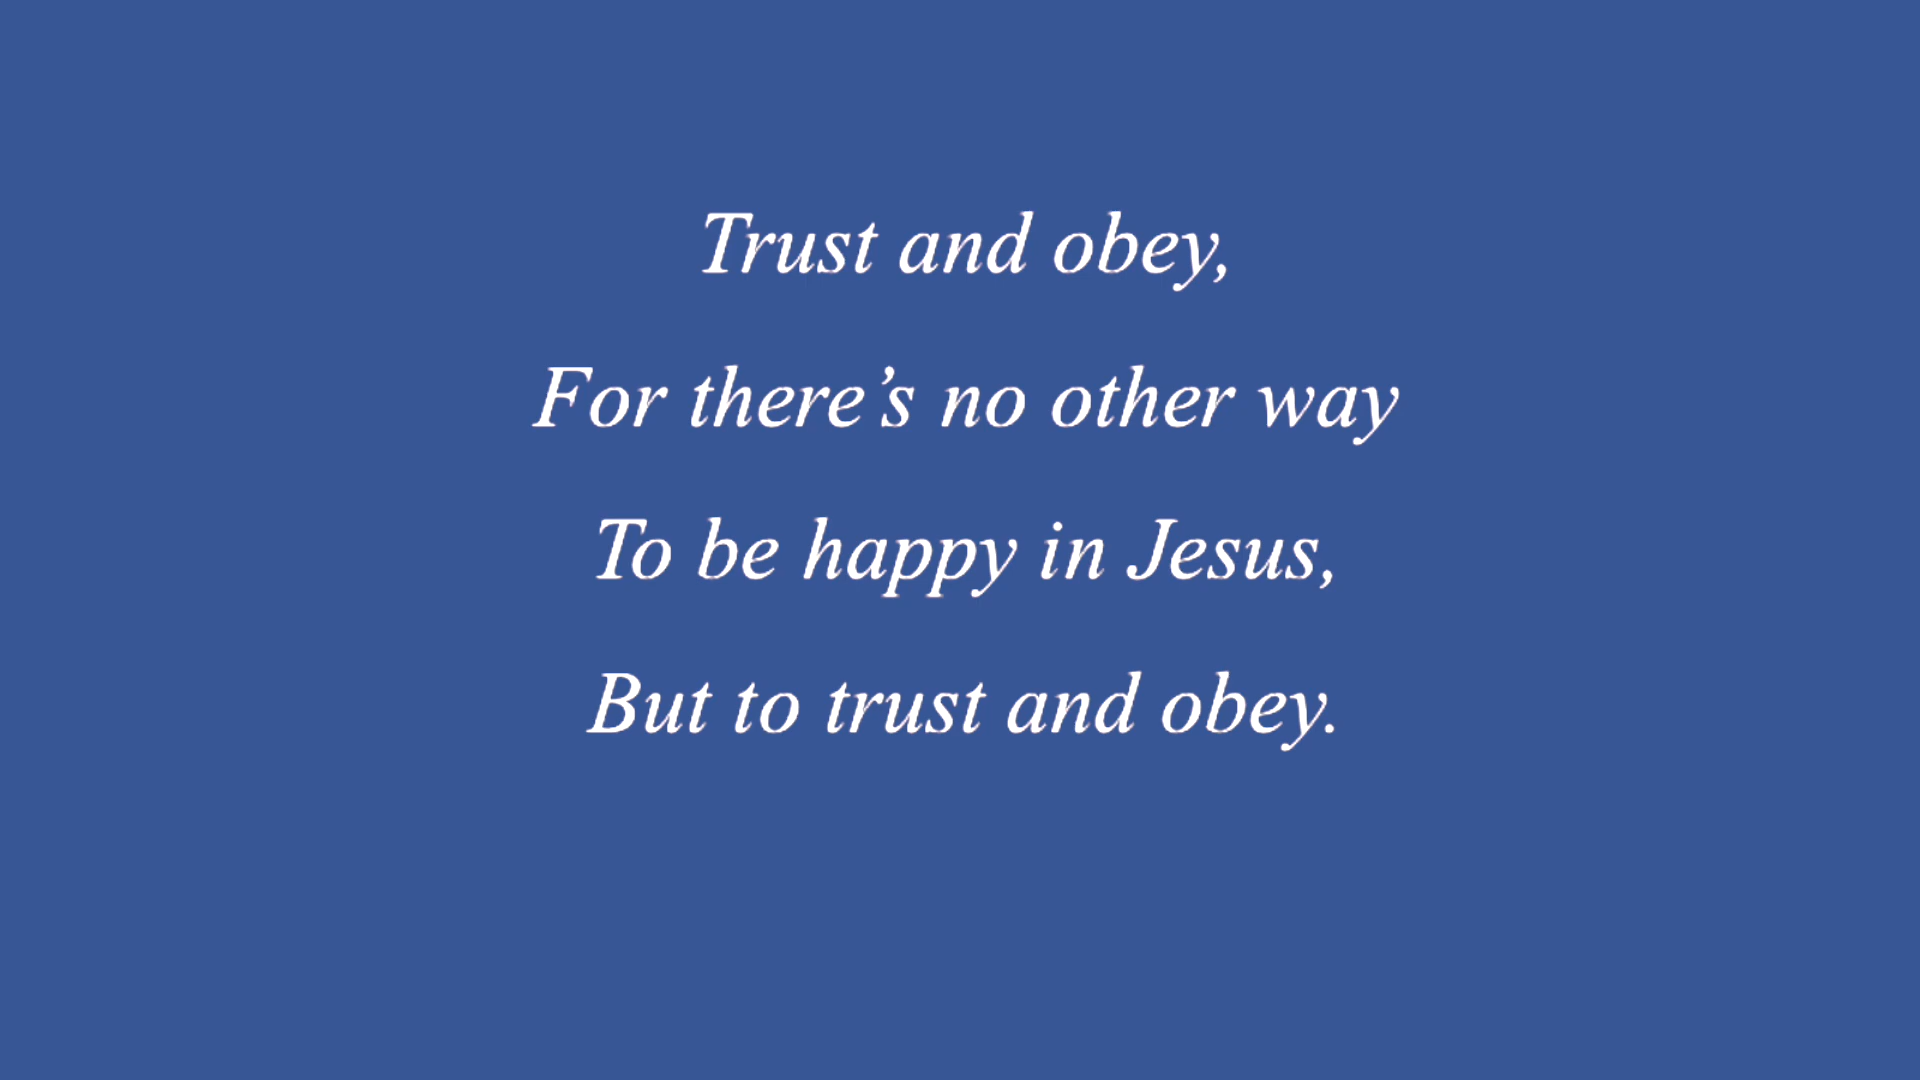 Trust and obey,
For there’s no other way
To be happy in Jesus,
But to trust and obey.